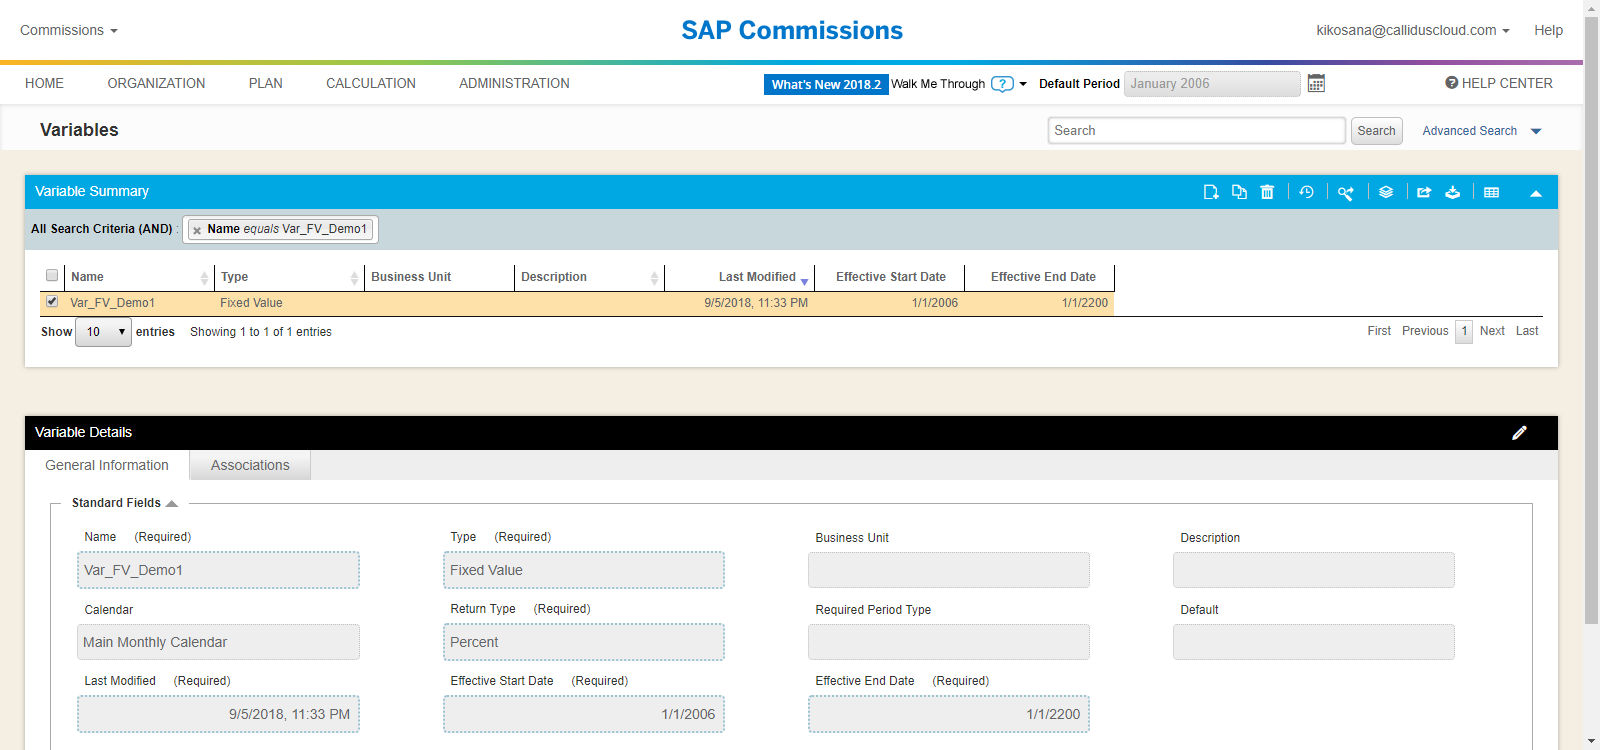 Commissions
SAP Commissions
kikosana@calliduscloud.com
Help
HOME ORGANIZATION PLAN CALCULATION ADMINISTRATION
What's New 2018.2 Walk Me Through ? Default Period January 2006
HELP CENTER
Variables
Search Search Advanced Search
Variable Summary
All Search Criteria (AND) : Name equals Var_FV_Demo1
Name Type Business Unit Description Last Modified Effective Start Date Effective End Date
Var_FV_Demo1 Fixed Value 9/5/2018, 11:33 PM 1/1/2006 1/1/2200
Show 10 entries Showing 1 to 1 of 1 entries First Previous 1 Next Last
Variable Details
General Information Associations
Standard Fields
Name (Required) Type (Required) Business Unit Description
Var_FV_Demo1 Fixed Value
Calendar Return Type (Required) Required Period Type Default
Main Monthly Calendar Percent
Last Modified (Required) Effective Start Date (Required) Effective End Date (Required)
9/5/2018, 11:33 PM 1/1/2006 1/1/2200